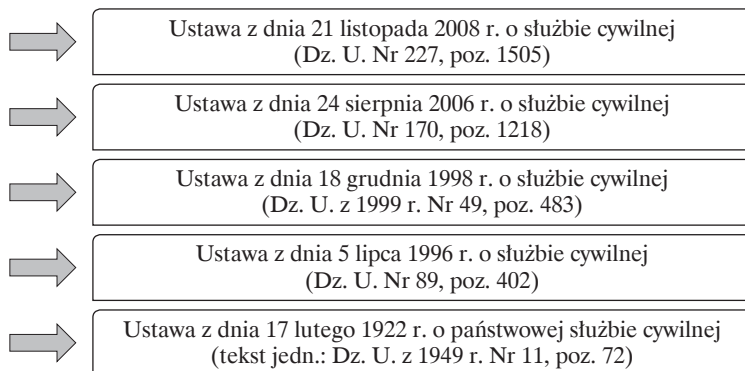 Ustawa z dnia 21 listopada 2008 r. o służbie cywilnej
(Dz. U. Nr 227, poz. 1505)
Ustawa z dnia 24 sierpnia 2006 r. o służbie cywilnej
(Dz. U. Nr 170, poz. 1218)
Ustawa z dnia 18 grudnia 1998 r. o służbie cywilnej
(Dz. U. z 1999 r. Nr 49, poz. 483)
Ustawa z dnia 5 lipca 1996 r. o służbie cywilnej
(Dz. U. Nr 89, poz. 402)
Ustawa z dnia 17 lutego 1922 r. o państwowej służbie cywilnej
(tekst jedn.: Dz. U. z 1949 r. Nr 11, poz. 72)